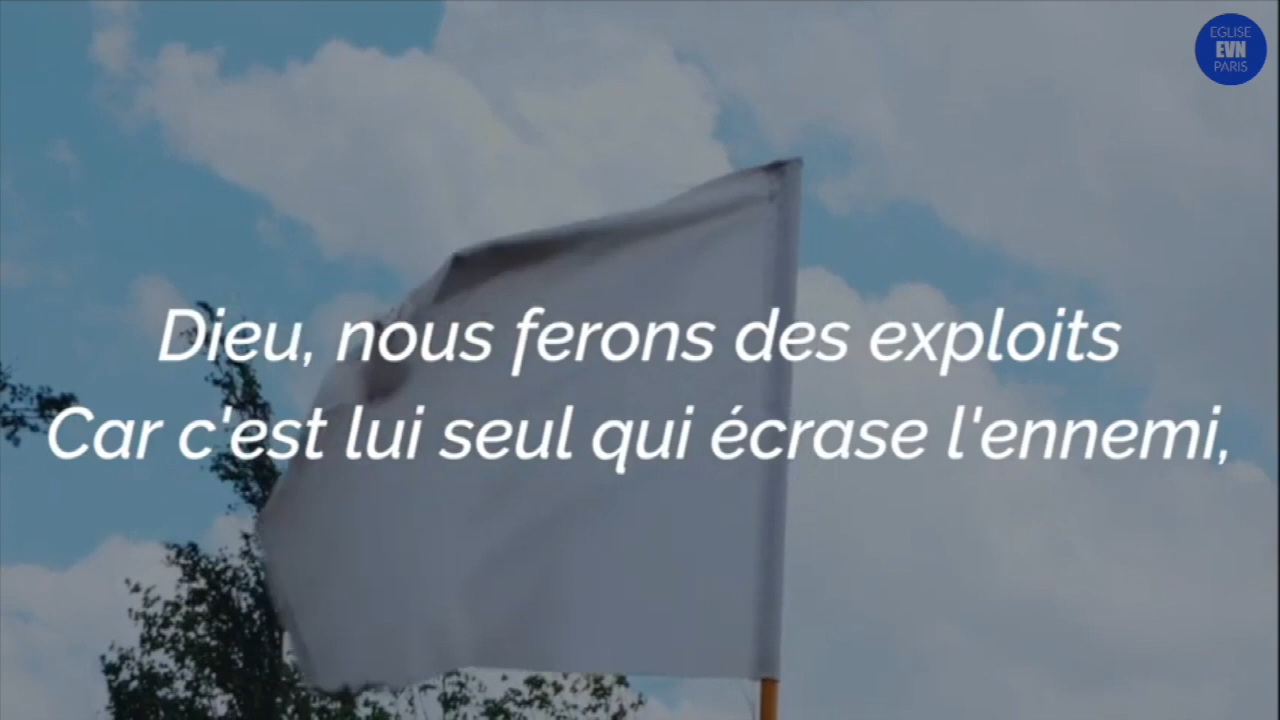 EGLISE
EVN
PARIS
Dieu, nous ferons des exploits
Car c'est lui seul qui écrase l'ennemi,